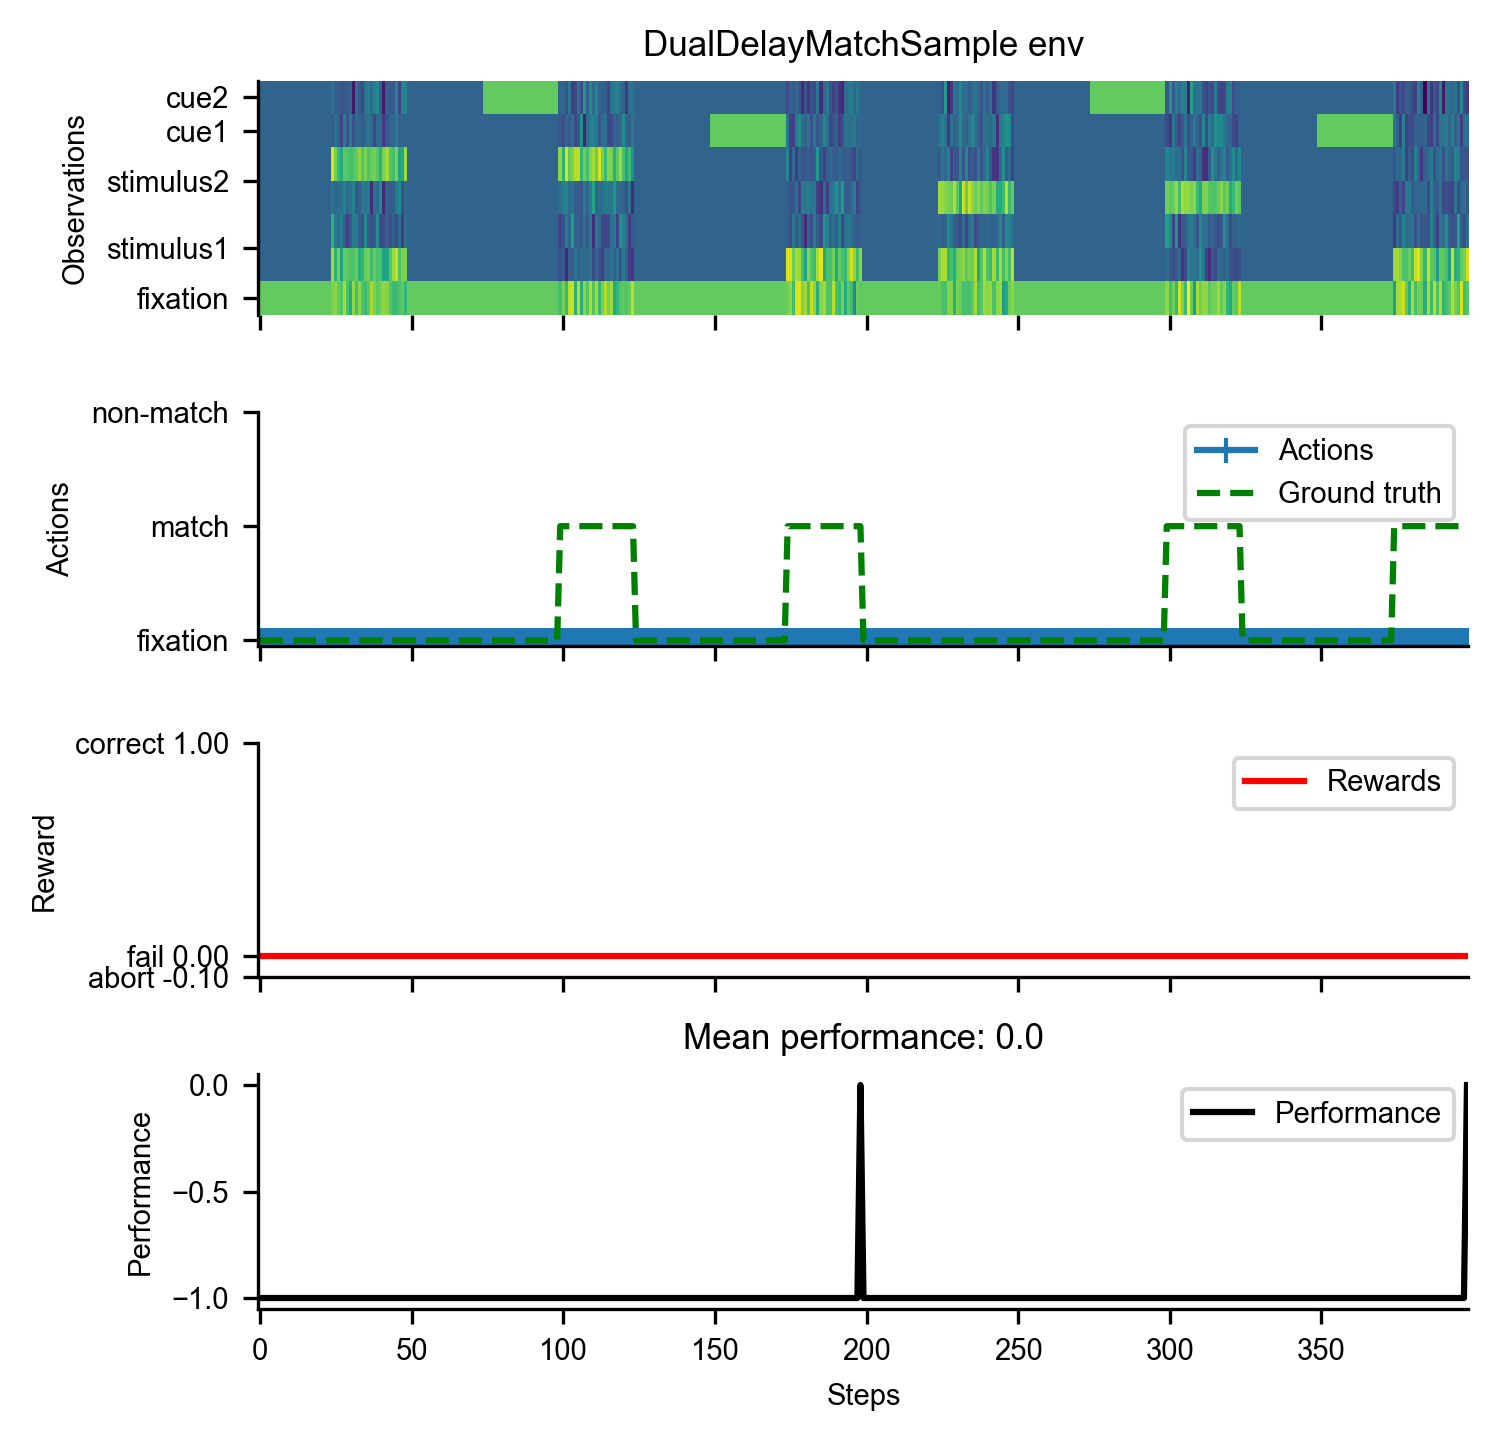 DualDelayMatchSample env
Observations
cue2
cue1
stimulus2
stimulus1
fixation
Actions
non-match
match
fixation
Actions
Ground truth
Reward
correct 1.00
fail 0.00
abort -0.10
Rewards
Mean performance: 0.0
Performance
0.0
−0.5
−1.0
Performance
0 50 100 150 200 250 300 350
Steps